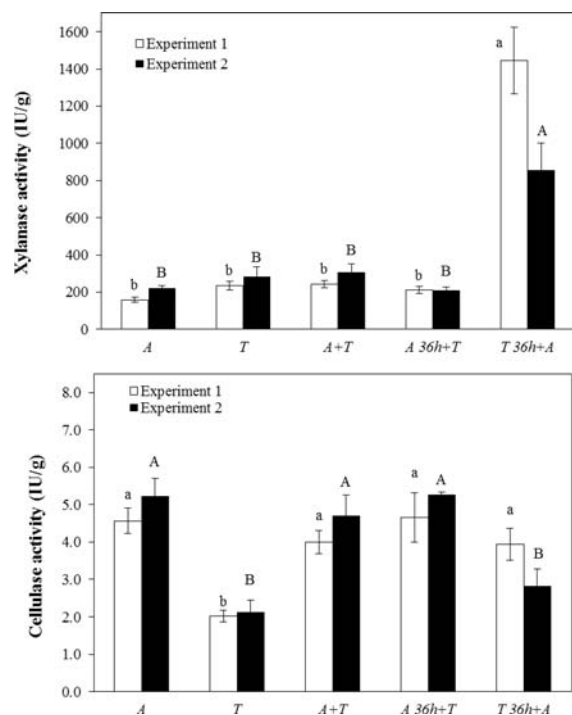 Xylanase activity (IU/g)
1600
1400
1200
1000
800
600
400
200
0
Experiment 1
Experiment 2
b B
b B
b B
b B
a A
A T A+T A 36h+T T 36h+A
Cellulase activity (IU/g)
8.0
7.0
6.0
5.0
4.0
3.0
2.0
1.0
0.0
Experiment 1
Experiment 2
a A
b B
a A
a A
a B
A T A+T A 36h+T T 36h+A